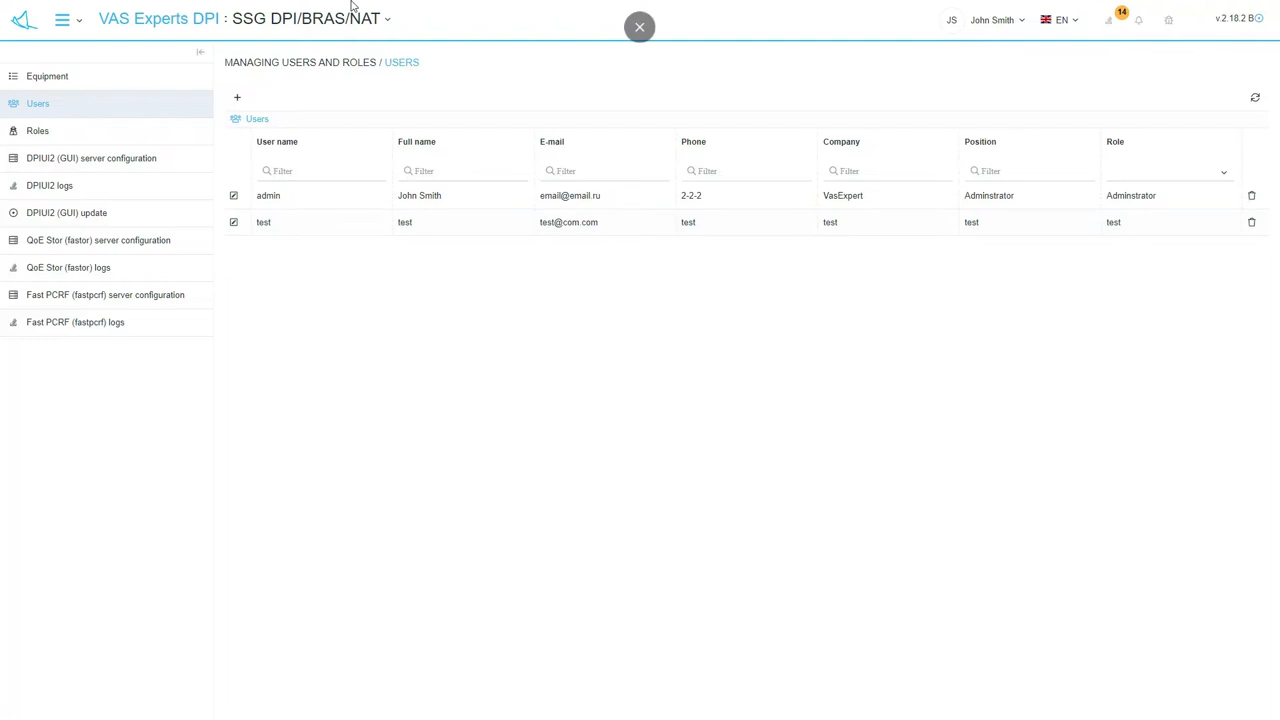 VAS Experts DPI : SSG DPI/BRAS/NAT
JS John Smith EN 14 v.2.18.2 B
Equipment
Users
Roles
DPIUI2 (GUI) server configuration
DPIUI2 logs
DPIUI2 (GUI) update
QoE Stor (fastor) server configuration
QoE Stor (fastor) logs
Fast PCRF (fastpcrf) server configuration
Fast PCRF (fastpcrf) logs
MANAGING USERS AND ROLES / USERS
Users
User name Full name E-mail Phone Company Position Role
Filter Filter Filter Filter Filter Filter
admin John Smith email@email.ru 2-2-2 VasExpert Adminstrator Adminstrator
test test test@com.com test test test test